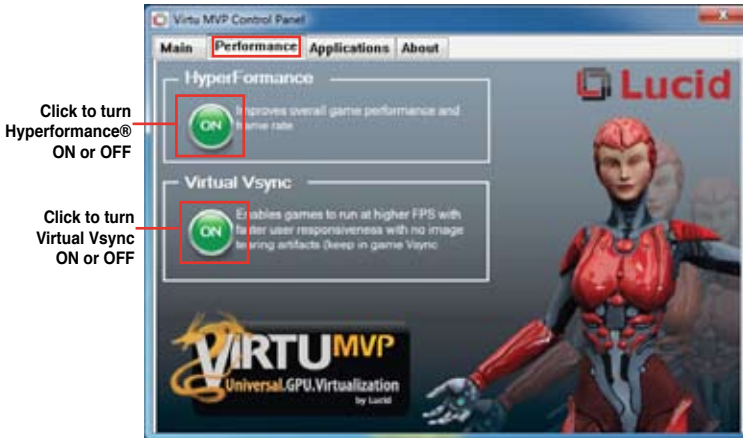 Virtu MVP Control Panel
Main Performance Applications About
HyperFormance
Lucid
Click to turn
Hyperformance®
ON or OFF
ON
Improves overall game performance and
frame rate
Virtual Vsync
Click to turn
Virtual Vsync
ON or OFF
ON
Enables games to run at higher FPS with
faster user responsiveness with no image
tearing artifacts (keep in game Vsync
VIRTU MVP
Universal.GPU.Virtualization
by Lucid